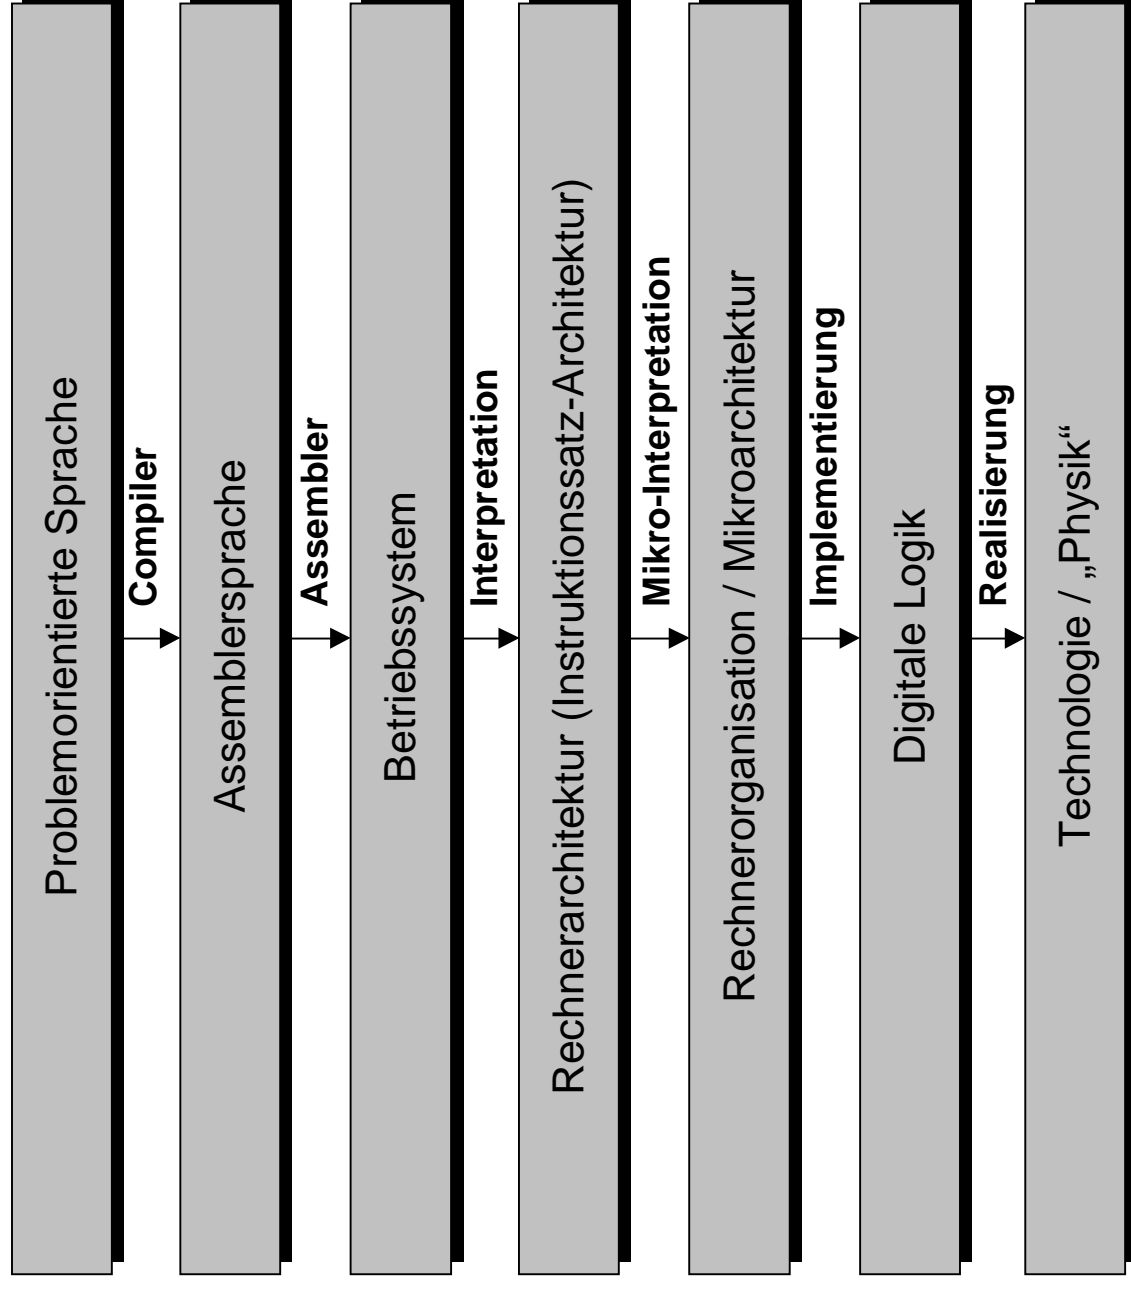 Problemorientierte Sprache
Compiler
Assemblersprache
Assembler
Betriebssystem
Interpretation
Rechnerarchitektur (Instruktionssatz-Architektur)
Mikro-Interpretation
Rechnerorganisation / Mikroarchitektur
Implementierung
Digitale Logik
Realisierung
Technologie / „Physik“